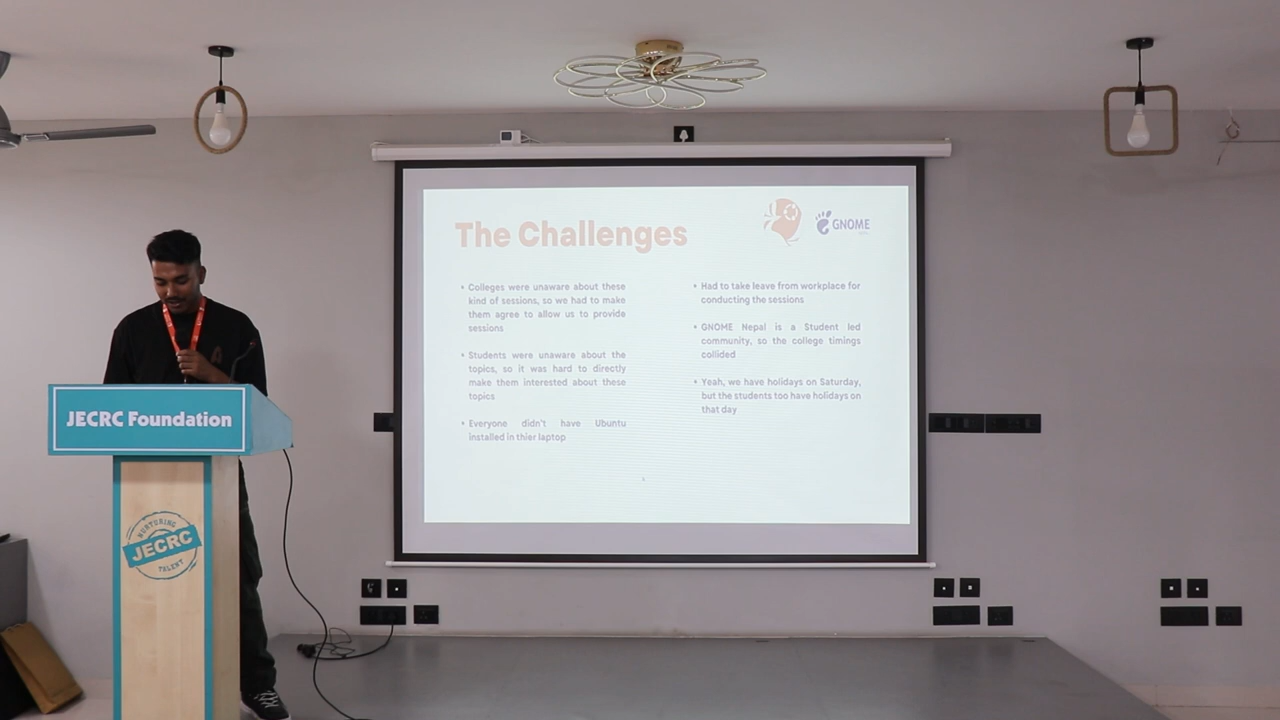 The Challenges
GNOME
Colleges were unaware about these
kind of sessions, so we had to make
them agree to allow us to provide
sessions
Students were unaware about the
topics, so it was hard to directly
make them interested about these
topics
Everyone didn't have Ubuntu
installed in thier laptop
Had to take leave from workplace for
conducting the sessions
GNOME Nepal is a Student led
community, so the college timings
collided
Yeah, we have holidays on Saturday,
but the students too have holidays on
that day
JECRC Foundation
NURTURING
JECRC
TALENT